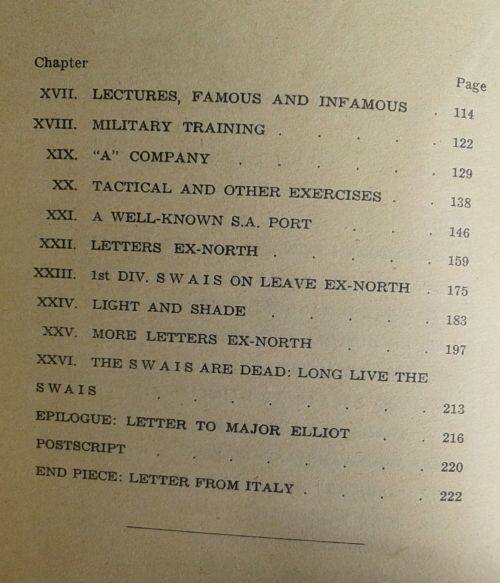 Chapter
Page
XVII. LECTURES, FAMOUS AND INFAMOUS . 114
XVIII. MILITARY TRAINING . . . . 122
XIX. "A" COMPANY . . . . . 129
XX. TACTICAL AND OTHER EXERCISES . . 138
XXI. A WELL-KNOWN S.A. PORT . . . 146
XXII. LETTERS EX-NORTH . . . . . 159
XXIII. 1st DIV. SWAIS ON LEAVE EX-NORTH . 175
XXIV. LIGHT AND SHADE . . . . . 183
XXV. MORE LETTERS EX-NORTH . . . 197
XXVI. THE SWAIS ARE DEAD: LONG LIVE THE
SWAIS . . . . . . . . 213
EPILOGUE: LETTER TO MAJOR ELLIOT . . 216
POSTSCRIPT . . . . . . . 220
END PIECE: LETTER FROM ITALY . . . . 222